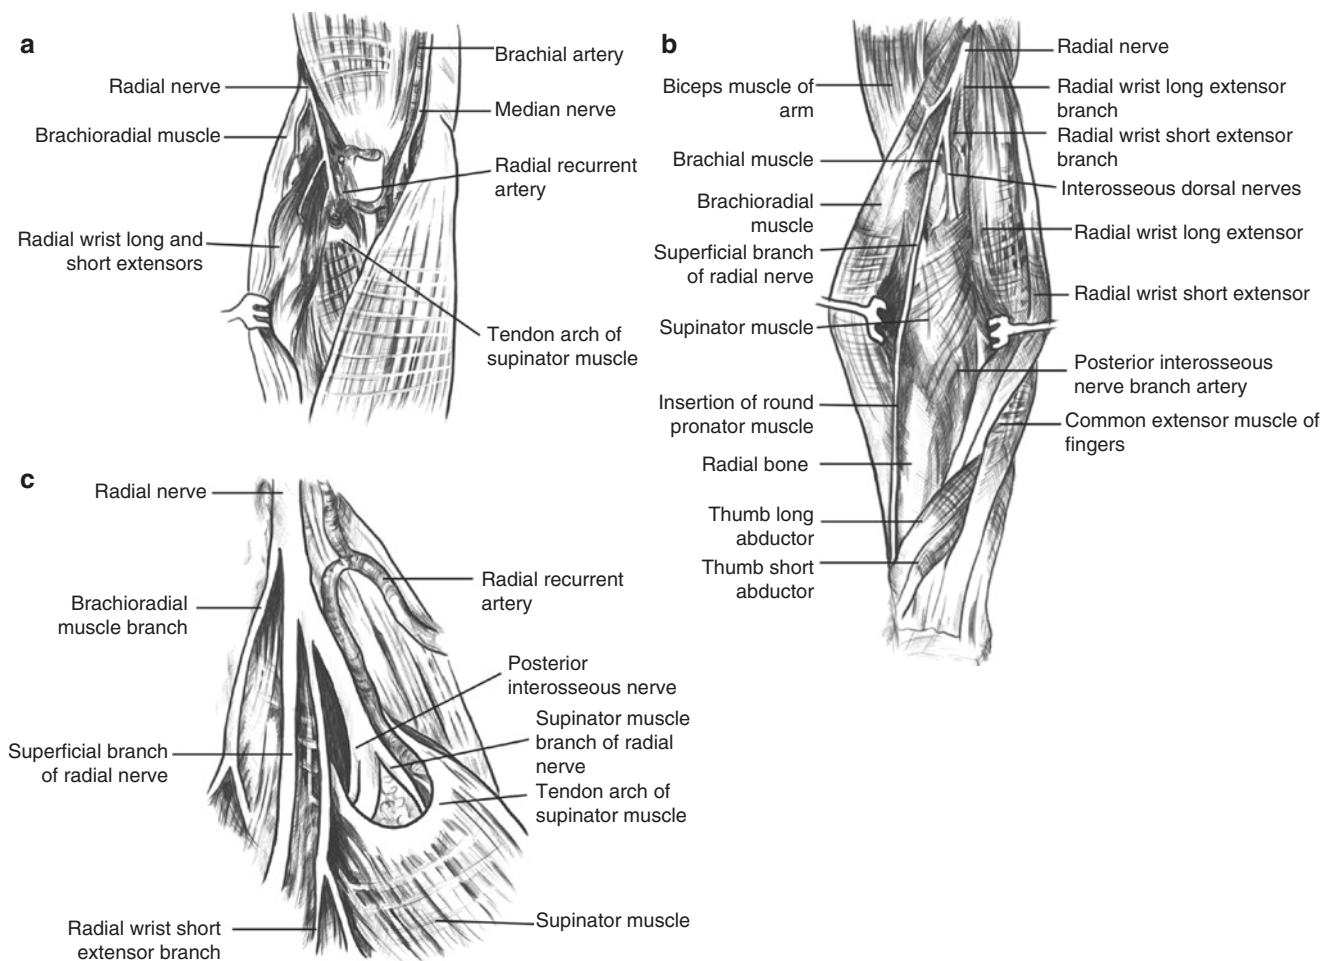 a
Radial nerve
Brachioradial muscle
Radial wrist long and
short extensors
Brachial artery
Median nerve
Radial recurrent
artery
Tendon arch of
supinator muscle
b
Biceps muscle of
arm
Brachial muscle
Brachioradial
muscle
Superficial branch
of radial nerve
Supinator muscle
Insertion of round
pronator muscle
Radial bone
Thumb long
abductor
Thumb short
abductor
Radial nerve
Radial wrist long extensor
branch
Radial wrist short extensor
branch
Interosseous dorsal nerves
Radial wrist long extensor
Radial wrist short extensor
Posterior interosseous
nerve branch artery
Common extensor muscle of
fingers
c
Radial nerve
Brachioradial
muscle branch
Superficial branch
of radial nerve
Radial wrist short
extensor branch
Radial recurrent
artery
Posterior
interosseous nerve
Supinator muscle
branch of radial
nerve
Tendon arch of
supinator muscle
Supinator muscle